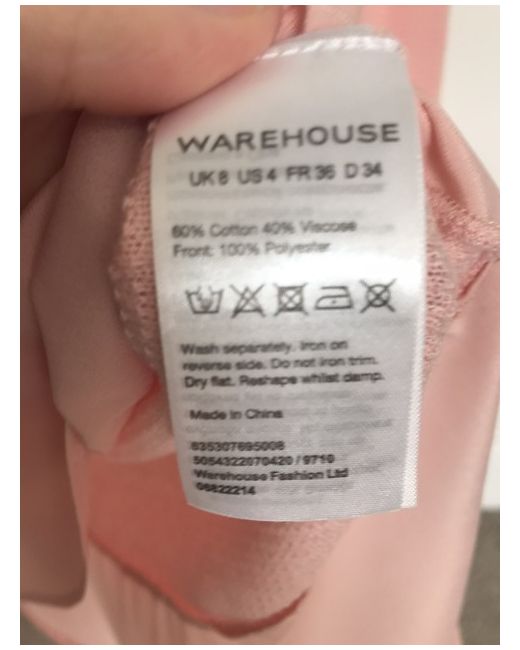 WAREHOUSE
UK 8 US 4 FR 36 D 34
60% Cotton 40% Viscose
Front: 100% Polyester
Wash separately. Iron on
reverse side. Do not iron trim.
Dry flat. Reshape whilst damp.
Made in China
635307695008
5054322070420 / 9710
Warehouse Fashion Ltd
06822214